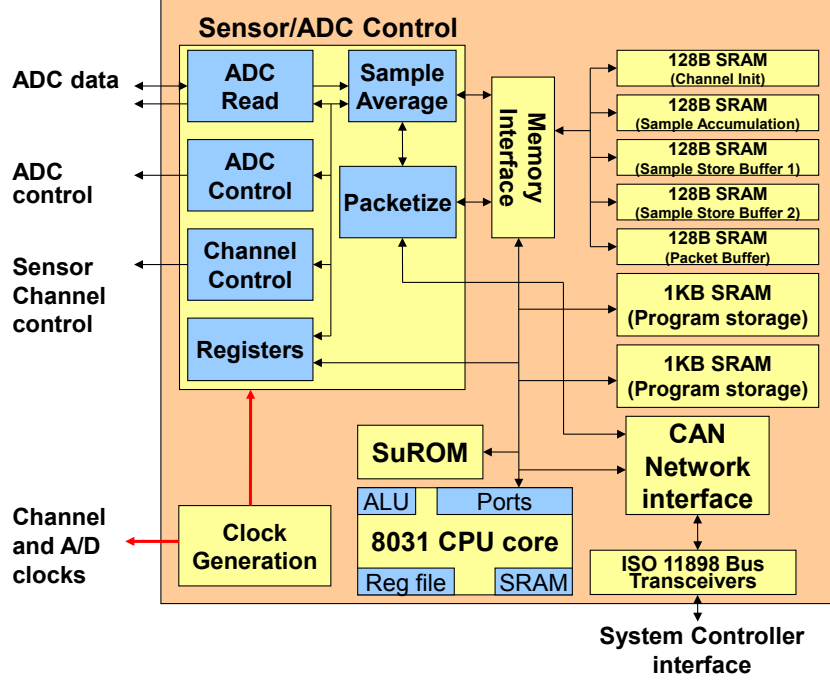 Sensor/ADC Control
ADC data
ADC
Read
Sample
Average
ADC
control
ADC
Control
Packetize
Sensor
Channel
control
Channel
Control
Registers
Memory
Interface
128B SRAM
(Channel Init)
128B SRAM
(Sample Accumulation)
128B SRAM
(Sample Store Buffer 1)
128B SRAM
(Sample Store Buffer 2)
128B SRAM
(Packet Buffer)
1KB SRAM
(Program storage)
1KB SRAM
(Program storage)
SuROM
CAN
Network
interface
Channel
and A/D
clocks
Clock
Generation
ALU
Ports
8031 CPU core
Reg file
SRAM
ISO 11898 Bus
Transceivers
System Controller
interface